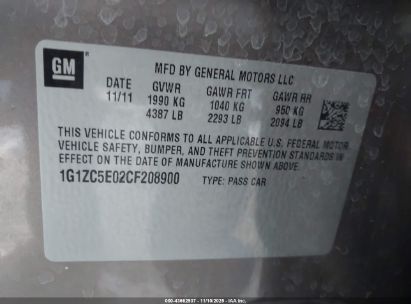 GM
MFD BY GENERAL MOTORS LLC
DATE GVWR GAWR FRT GAWR RR
11/11 1990 KG 1040 KG 950 KG
4387 LB 2293 LB 2094 LB
THIS VEHICLE CONFORMS TO ALL APPLICABLE U.S. FEDERAL MOTOR
VEHICLE SAFETY, BUMPER, AND THEFT PREVENTION STANDARDS IN
EFFECT ON THE DATE OF MANUFACTURE SHOWN ABOVE.
1G1ZC5E02CF208900 TYPE: PASS CAR